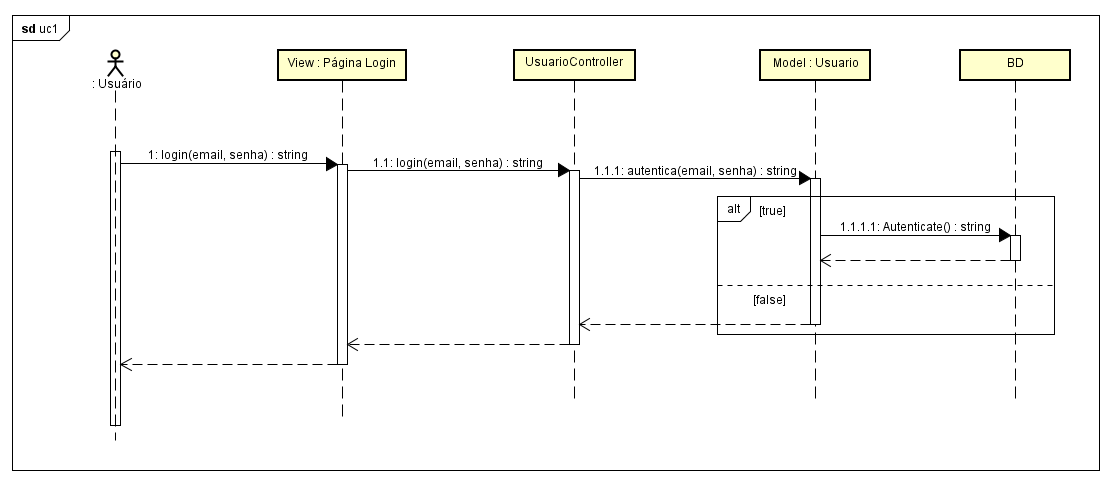 sd uc1
: Usuário
View : Página Login
UsuarioController
Model : Usuario
BD
1: login(email, senha) : string
1.1: login(email, senha) : string
1.1.1: autentica(email, senha) : string
alt
[true]
1.1.1.1: Autenticate() : string
[false]